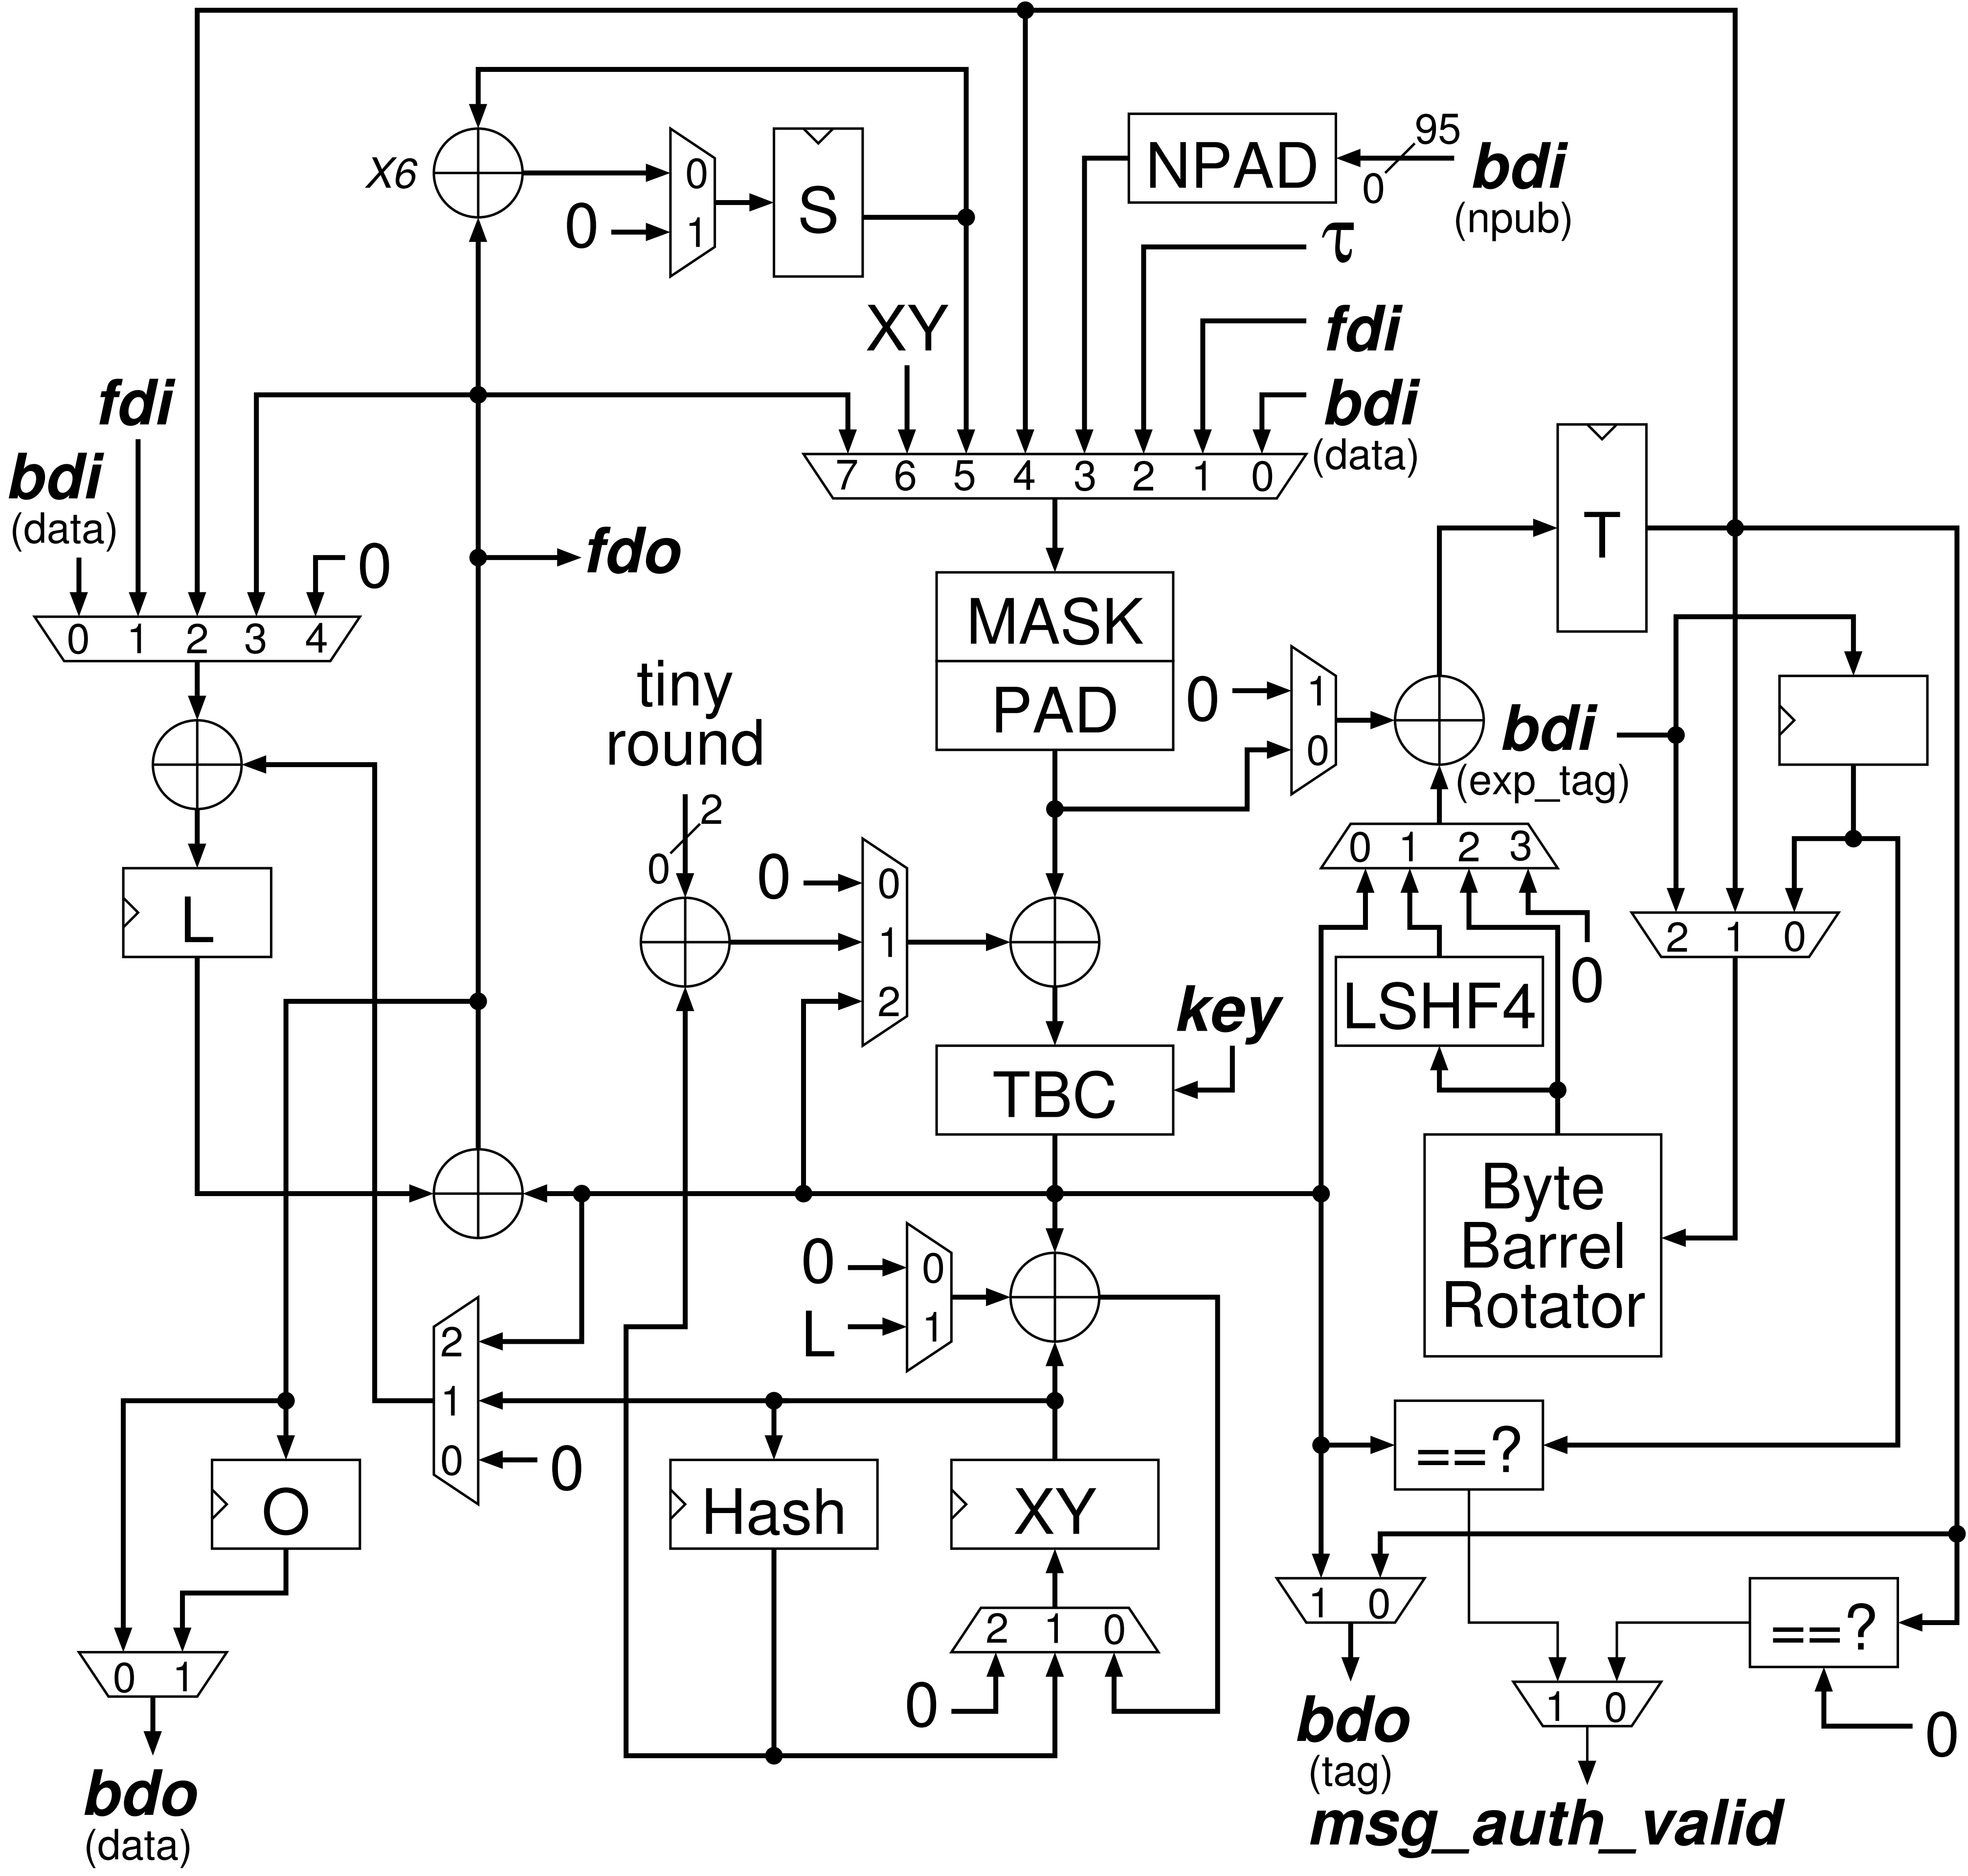 95
NPAD
bdi
X6
0
S
0
0
(npub)
1
τ
XY
fdi
fdi
bdi
bdi
(data)
7 6 5 4 3 2 1 0
(data)
T
fdo
0
MASK
0 1 2 3 4
tiny
round
PAD
0
1
0
bdi
(exp_tag)
2
0
0
0
0 1 2 3
L
1
2 1 0
2
key
LSHF4
0
TBC
Byte
Barrel
Rotator
0
0
L
1
2
1
0
0
==?
O
Hash
XY
2 1 0
1 0
==?
0 1
0
1 0
0
bdo
(tag)
bdo
(data)
msg_auth_valid